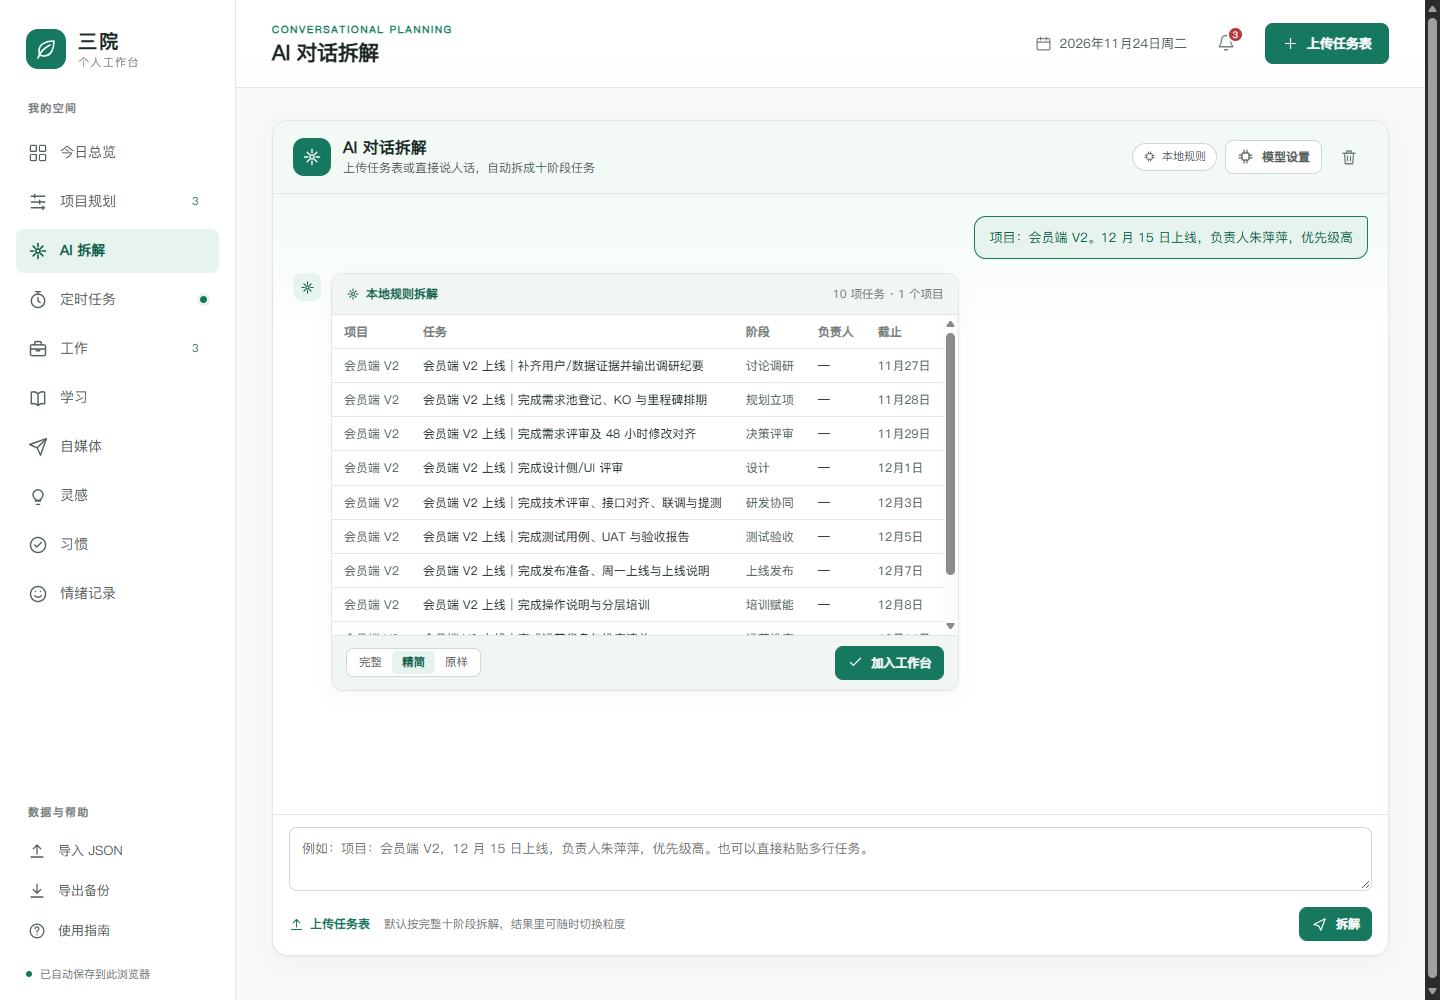 三院
个人工作台
我的空间
今日总览
项目规划 3
AI 拆解
定时任务
工作 3
学习
自媒体
灵感
习惯
情绪记录
数据与帮助
导入 JSON
导出备份
使用指南
已自动保存到此浏览器
CONVERSATIONAL PLANNING
AI 对话拆解
2026年11月24日周二
3
上传任务表
AI 对话拆解
上传任务表或直接说人话，自动拆成十阶段任务
本地规则
模型设置
项目：会员端 V2。12 月 15 日上线，负责人朱萍萍，优先级高
本地规则拆解 10 项任务 · 1 个项目
项目 任务 阶段 负责人 截止
会员端 V2 会员端 V2 上线｜补齐用户/数据证据并输出调研纪要 讨论调研 — 11月27日
会员端 V2 会员端 V2 上线｜完成需求池登记、KO 与里程碑排期 规划立项 — 11月28日
会员端 V2 会员端 V2 上线｜完成需求评审及 48 小时修改对齐 决策评审 — 11月29日
会员端 V2 会员端 V2 上线｜完成设计侧/UI 评审 设计 — 12月1日
会员端 V2 会员端 V2 上线｜完成技术评审、接口对齐、联调与提测 研发协同 — 12月3日
会员端 V2 会员端 V2 上线｜完成测试用例、UAT 与验收报告 测试验收 — 12月5日
会员端 V2 会员端 V2 上线｜完成发布准备、周一上线与上线说明 上线发布 — 12月7日
会员端 V2 会员端 V2 上线｜完成操作说明与分层培训 培训赋能 — 12月8日
完整 精简 原样
加入工作台
例如：项目：会员端 V2，12 月 15 日上线，负责人朱萍萍，优先级高。也可以直接粘贴多行任务。
上传任务表 默认按完整十阶段拆解，结果里可随时切换粒度
拆解